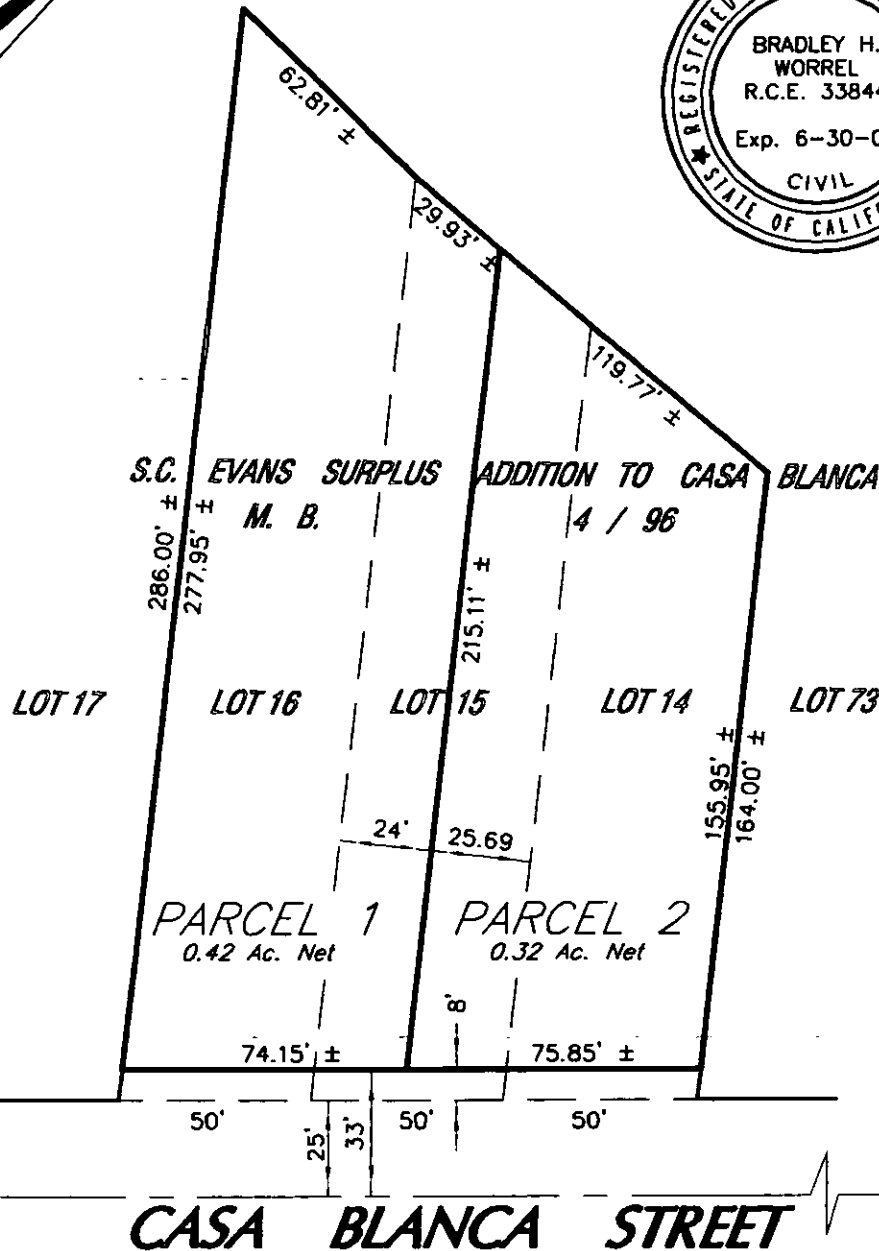 REGISTERED
BRADLEY H.
WORREL
R.C.E. 33844
Exp. 6-30-0
CIVIL
STATE OF CALIF
62.81' ±
29.93' ±
119.77' ±
S.C. EVANS SURPLUS ADDITION TO CASA BLANCA
M. B. 4 / 96
286.00' ±
277.95' ±
215.11' ±
LOT 17 LOT 16 LOT 15 LOT 14 LOT 73
155.95' ±
164.00' ±
24' 25.69
PARCEL 1 PARCEL 2
0.42 Ac. Net 0.32 Ac. Net
8'
74.15' ± 75.85' ±
50' 50' 50'
25' 33'
CASA BLANCA STREET